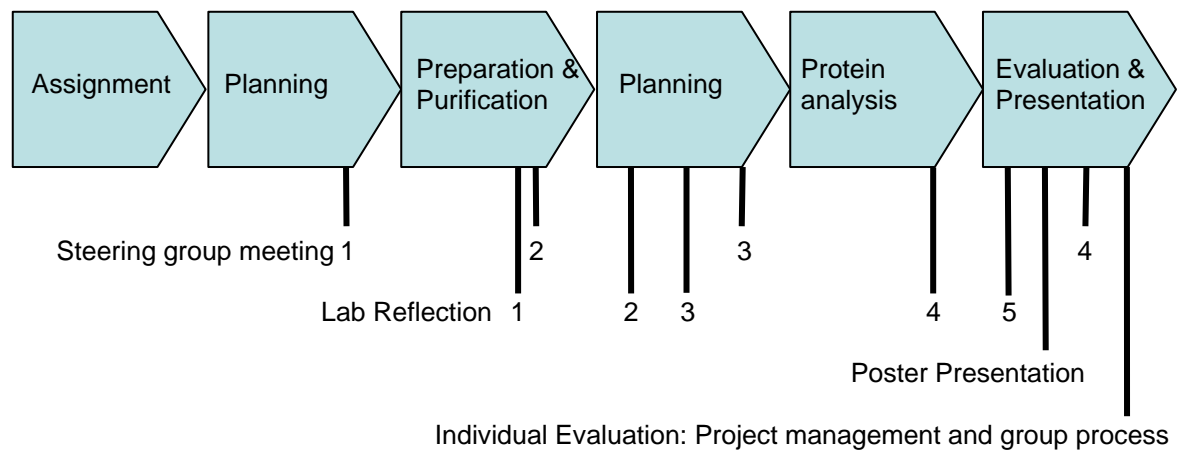 Assignment
Planning
Preparation &
Purification
Planning
Protein
analysis
Evaluation &
Presentation
Steering group meeting 1
2
3
4
Lab Reflection 1
2
3
4
5
Poster Presentation
Individual Evaluation: Project management and group process